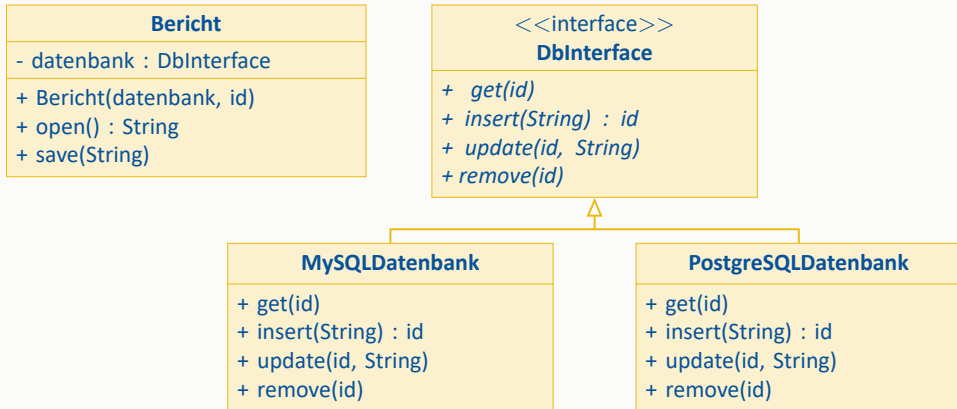 Bericht
- datenbank : DbInterface
+ Bericht(datenbank, id)
+ open() : String
+ save(String)
<<interface>>
DbInterface
+ get(id)
+ insert(String) : id
+ update(id, String)
+ remove(id)
MySQLDatenbank
+ get(id)
+ insert(String) : id
+ update(id, String)
+ remove(id)
PostgreSQLDatenbank
+ get(id)
+ insert(String) : id
+ update(id, String)
+ remove(id)